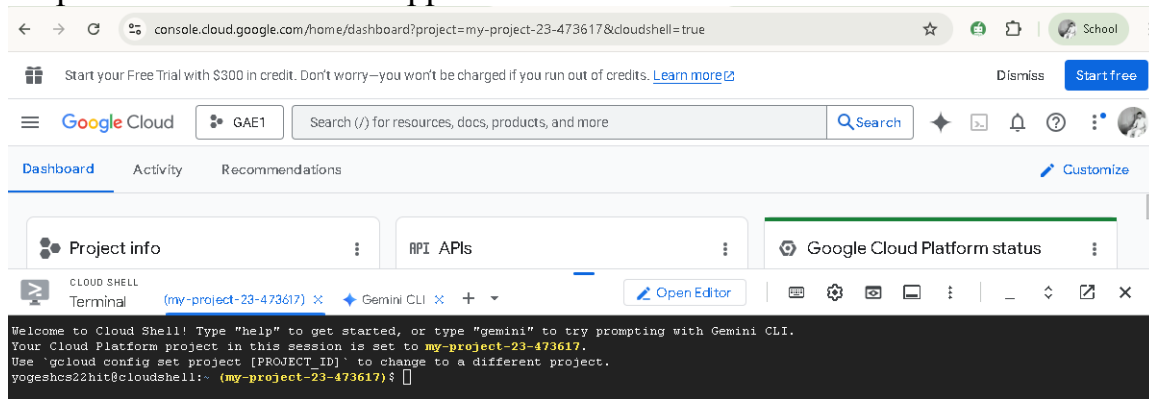 console.cloud.google.com/home/dashboard?project=my-project-23-473617&cloudshell=true
School
Start your Free Trial with $300 in credit. Don't worry—you won't be charged if you run out of credits. Learn more
Dismiss
Start free
Google Cloud
GAE1
Search (/) for resources, docs, products, and more
Search
Dashboard
Activity
Recommendations
Customize
Project info
API APIs
Google Cloud Platform status
CLOUD SHELL
Terminal
(my-project-23-473617)
Gemini CLI
Open Editor
Welcome to Cloud Shell! Type "help" to get started, or type "gemini" to try prompting with Gemini CLI.
Your Cloud Platform project in this session is set to my-project-23-473617.
Use `gcloud config set project [PROJECT_ID]` to change to a different project.
yogeshcs22hit@cloudshell:~ (my-project-23-473617)$